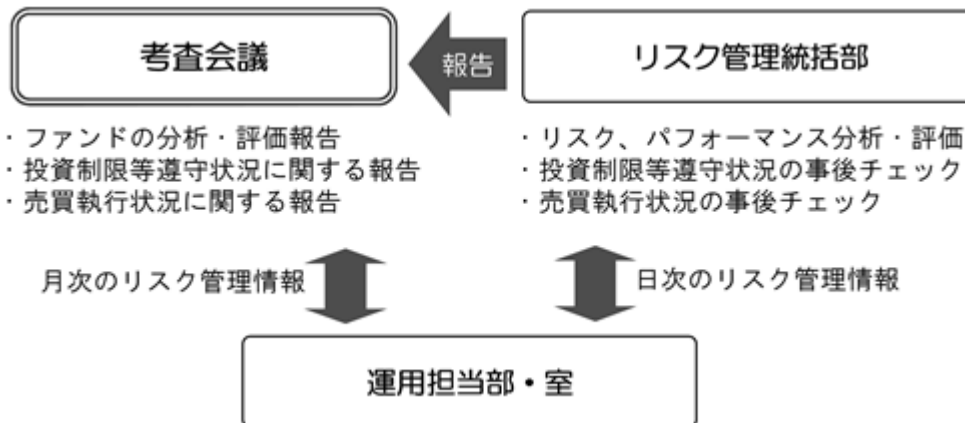 考査会議
報告
リスク管理統括部
・ファンドの分析・評価報告
・投資制限等遵守状況に関する報告
・売買執行状況に関する報告
・リスク、パフォーマンス分析・評価
・投資制限等遵守状況の事後チェック
・売買執行状況の事後チェック
月次のリスク管理情報
日次のリスク管理情報
運用担当部・室